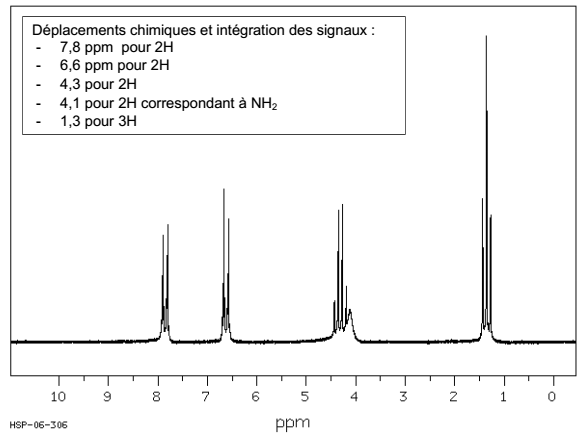 Déplacements chimiques et intégration des signaux :
- 7,8 ppm pour 2H
- 6,6 ppm pour 2H
- 4,3 pour 2H
- 4,1 pour 2H correspondant à NH₂
- 1,3 pour 3H
10 9 8 7 6 5 4 3 2 1 0
HSP-06-306
ppm